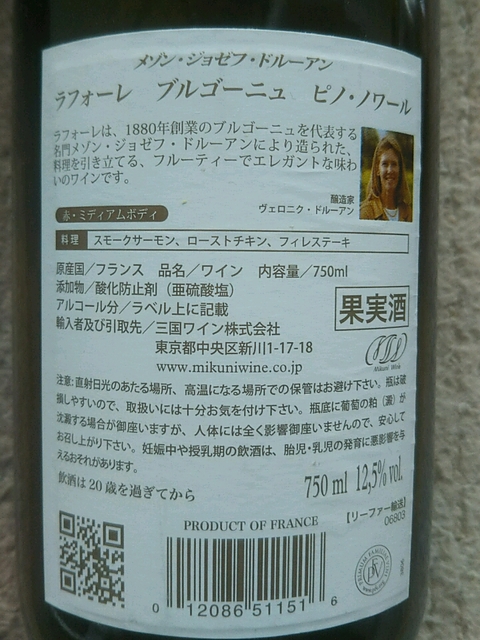 メゾン・ジョゼフ・ドルーアン
ラフォーレ ブルゴーニュ ピノ・ノワール
ラフォーレは、1880年創業のブルゴーニュを代表する
名門メゾン・ジョゼフ・ドルーアンにより造られた、
料理を引き立てる、フルーティーでエレガントな味わ
いのワインです。
醸造家
ヴェロニク・ドルーアン
赤・ミディアムボディ
料理 スモークサーモン、ローストチキン、フィレステーキ
原産国／フランス 品名／ワイン 内容量／750ml
添加物／酸化防止剤（亜硫酸塩）
アルコール分／ラベル上に記載
輸入者及び引取先／三国ワイン株式会社
東京都中央区新川1-17-18
www.mikuniwine.co.jp
果実酒
Mikuni Wine
注意:直射日光のあたる場所、高温になる場所での保管はお避け下さい。瓶は破
損しやすいので、取扱いには十分お気を付け下さい。瓶底に葡萄の粕（澱）が
沈澱する場合が御座いますが、人体には全く影響御座いませんので、安心して
お召し上がり下さい。妊娠中や授乳期の飲酒は、胎児・乳児の発育に悪影響を与
えるおそれがあります。
飲酒は20歳を過ぎてから
750 ml 12,5% vol.
【リーファー輸送】
06803
PRODUCT OF FRANCE
0 12086 51151 6